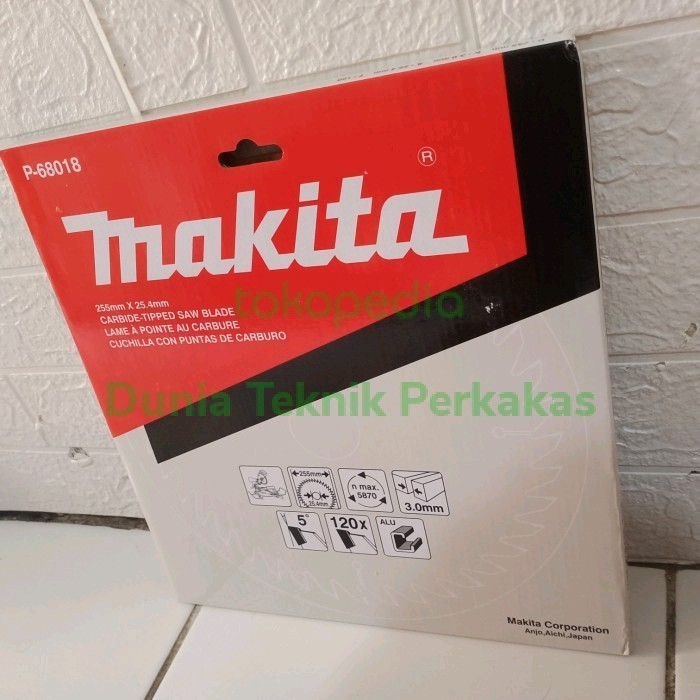 P-68018
makita®
255mm X 25.4mm
CARBIDE-TIPPED SAW BLADE
LAME À POINTE AU CARBURE
CUCHILLA CON PUNTAS DE CARBURO
tokopedia
Dunia Teknik Perkakas
255mm
25.4mm
n max.
5870
3.0mm
5°
120x
ALU
Makita Corporation
Anjo,Aichi,Japan